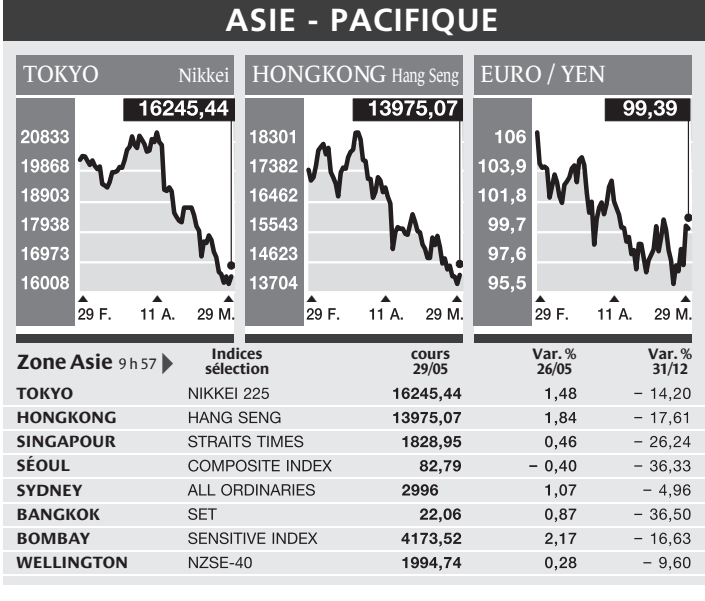 ASIE - PACIFIQUE
TOKYO Nikkei
16245,44
20833
19868
18903
17938
16973
16008
29 F. 11 A. 29 M.
HONGKONG Hang Seng
13975,07
18301
17382
16462
15543
14623
13704
29 F. 11 A. 29 M.
EURO / YEN
99,39
106
103,9
101,8
99,7
97,6
95,5
29 F. 11 A. 29 M.
Zone Asie 9 h 57 Indices sélection cours 29/05 Var. % 26/05 Var. % 31/12
TOKYO NIKKEI 225 16245,44 1,48 – 14,20
HONGKONG HANG SENG 13975,07 1,84 – 17,61
SINGAPOUR STRAITS TIMES 1828,95 0,46 – 26,24
SÉOUL COMPOSITE INDEX 82,79 – 0,40 – 36,33
SYDNEY ALL ORDINARIES 2996 1,07 – 4,96
BANGKOK SET 22,06 0,87 – 36,50
BOMBAY SENSITIVE INDEX 4173,52 2,17 – 16,63
WELLINGTON NZSE-40 1994,74 0,28 – 9,60